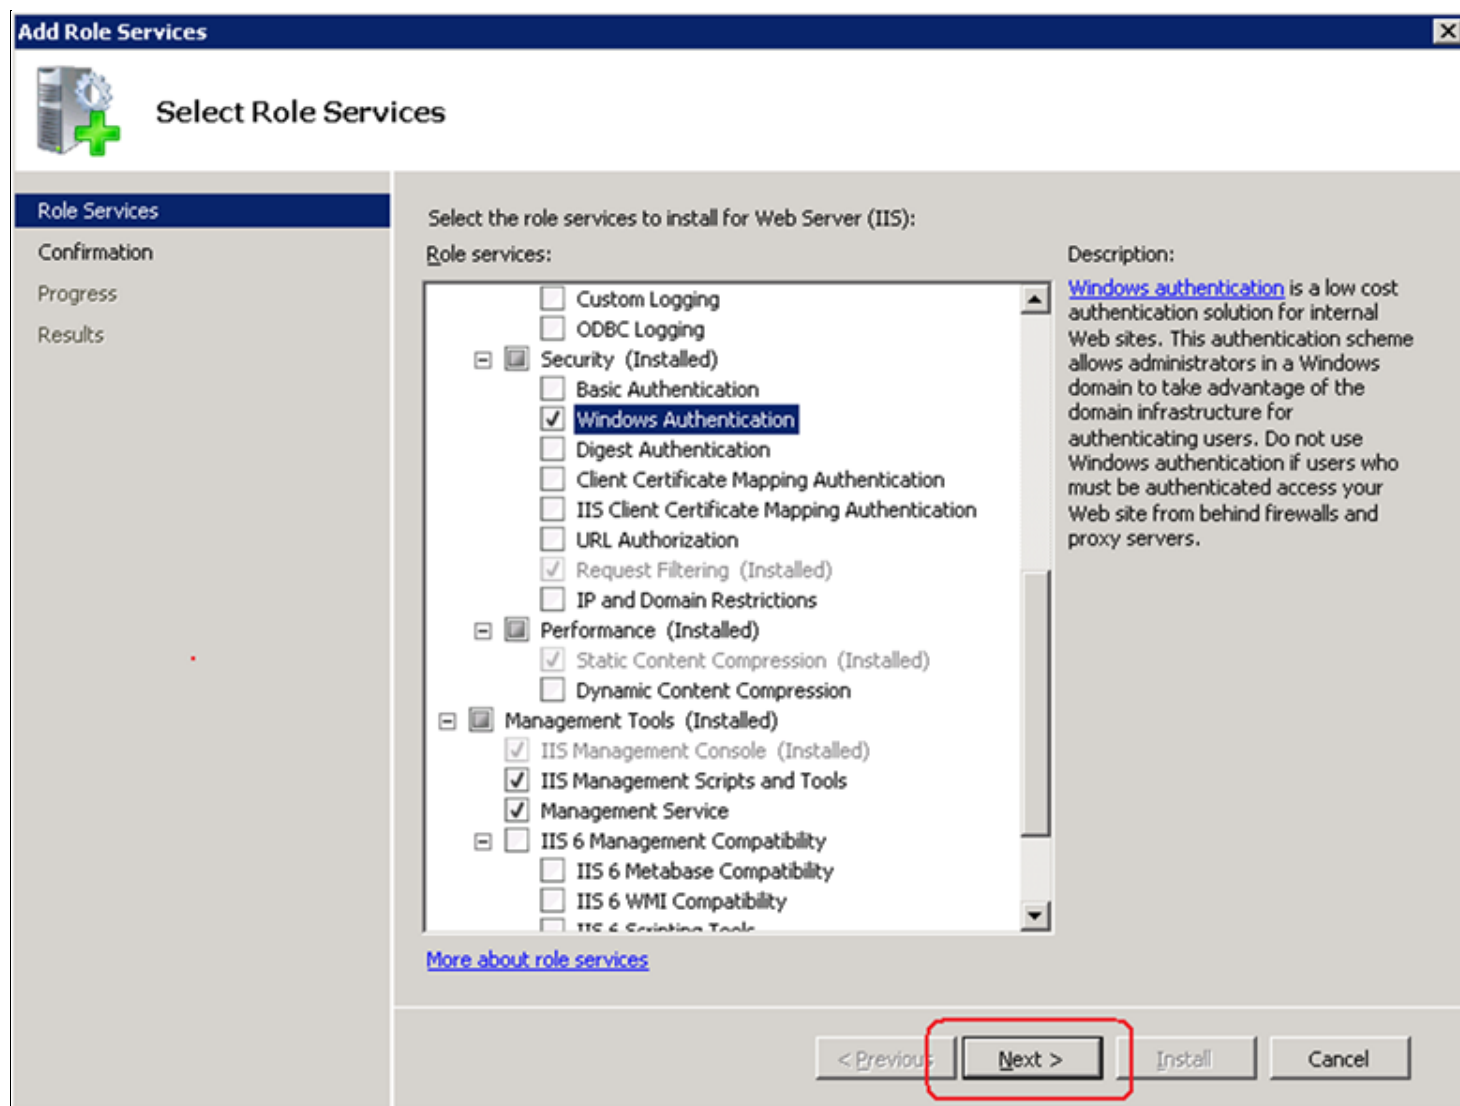 Add Role Services
Select Role Services
Role Services
Confirmation
Progress
Results
Select the role services to install for Web Server (IIS):
Role services:
Custom Logging
ODBC Logging
Security (Installed)
Basic Authentication
Windows Authentication
Digest Authentication
Client Certificate Mapping Authentication
IIS Client Certificate Mapping Authentication
URL Authorization
Request Filtering (Installed)
IP and Domain Restrictions
Performance (Installed)
Static Content Compression (Installed)
Dynamic Content Compression
Management Tools (Installed)
IIS Management Console (Installed)
IIS Management Scripts and Tools
Management Service
IIS 6 Management Compatibility
IIS 6 Metabase Compatibility
IIS 6 WMI Compatibility
IIS 6 Scripting Tools
More about role services
Description:
Windows authentication is a low cost
authentication solution for internal
Web sites. This authentication scheme
allows administrators in a Windows
domain to take advantage of the
domain infrastructure for
authenticating users. Do not use
Windows authentication if users who
must be authenticated access your
Web site from behind firewalls and
proxy servers.
< Previous
Next >
Install
Cancel